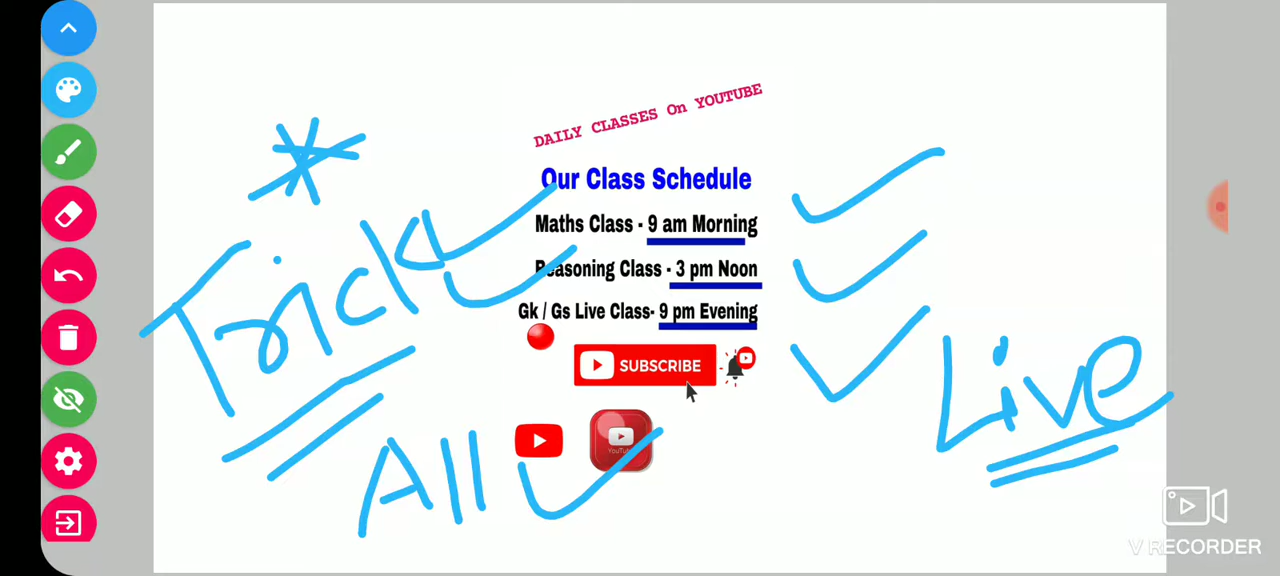 DAILY CLASSES On YOUTUBE
Our Class Schedule
Maths Class - 9 am Morning
Reasoning Class - 3 pm Noon
Gk / Gs Live Class- 9 pm Evening
SUBSCRIBE
YouTube
Trick
All
Live
V RECORDER